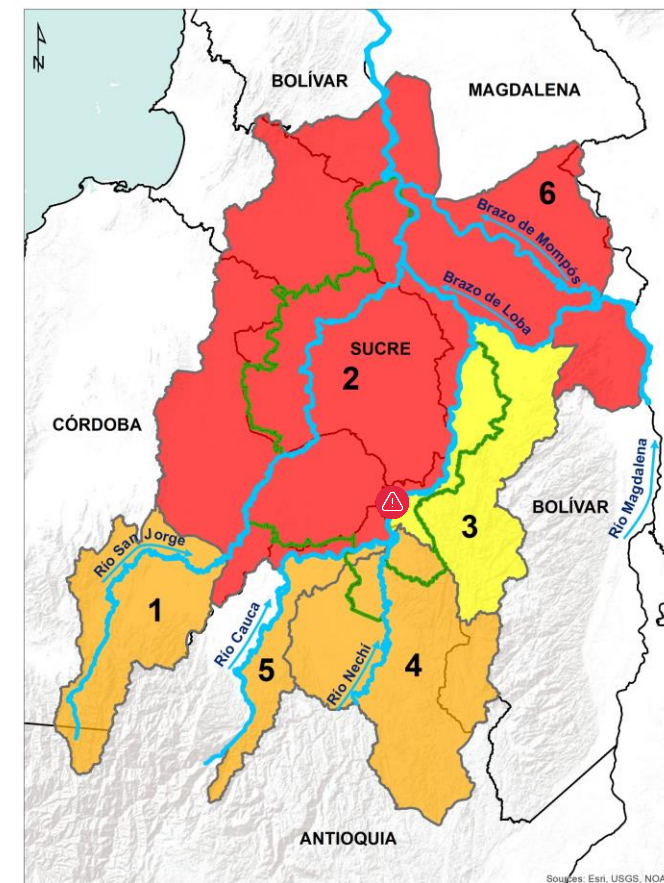 N
BOLÍVAR
MAGDALENA
6
Brazo de Mompós
Brazo de Loba
SUCRE
2
CÓRDOBA
Río Magdalena
BOLÍVAR
3
Río San Jorge
1
Río Cauca
5
Río Nechí
4
ANTIOQUIA
Sources: Esri, USGS, NOA